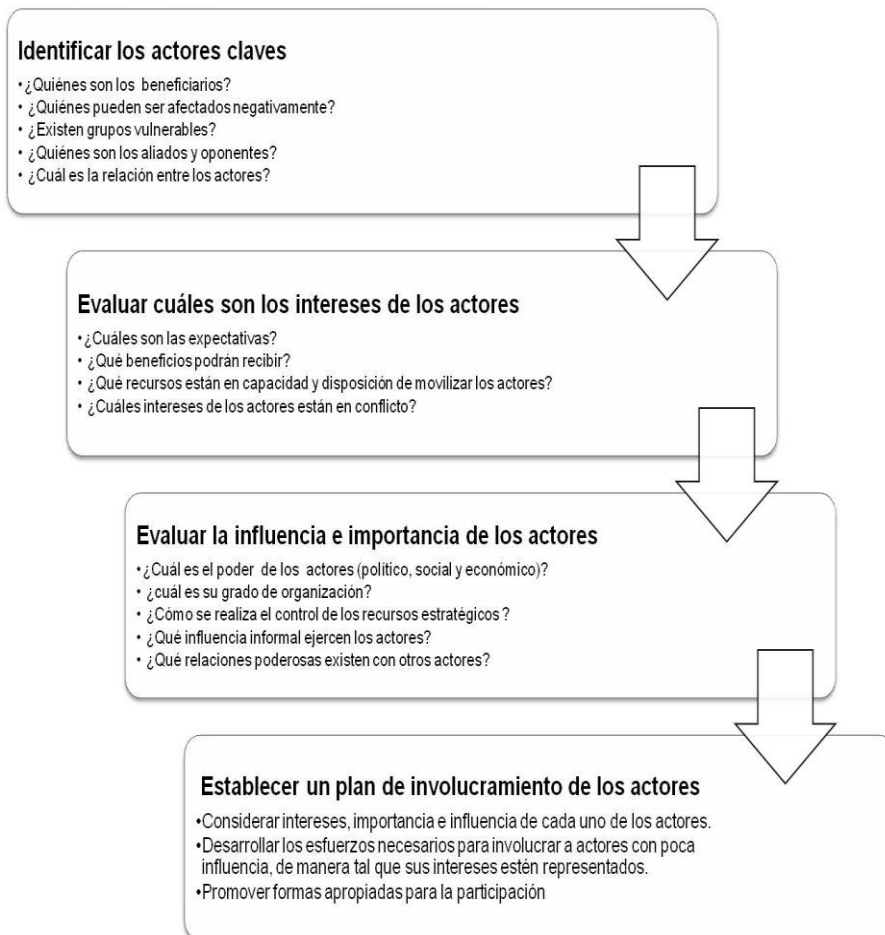 Identificar los actores claves
•¿Quiénes son los beneficiarios?
• ¿Quiénes pueden ser afectados negativamente?
• ¿Existen grupos vulnerables?
• ¿Quiénes son los aliados y oponentes?
• ¿Cuál es la relación entre los actores?
Evaluar cuáles son los intereses de los actores
•¿Cuáles son las expectativas?
• ¿Qué beneficios podrán recibir?
• ¿Qué recursos están en capacidad y disposición de movilizar los actores?
• ¿Cuáles intereses de los actores están en conflicto?
Evaluar la influencia e importancia de los actores
•¿Cuál es el poder de los actores (político, social y económico)?
• ¿cuál es su grado de organización?
• ¿Cómo se realiza el control de los recursos estratégicos ?
• ¿Qué influencia informal ejercen los actores?
• ¿Qué relaciones poderosas existen con otros actores?
Establecer un plan de involucramiento de los actores
•Considerar intereses, importancia e influencia de cada uno de los actores.
•Desarrollar los esfuerzos necesarios para involucrar a actores con poca
influencia, de manera tal que sus intereses estén representados.
•Promover formas apropiadas para la participación